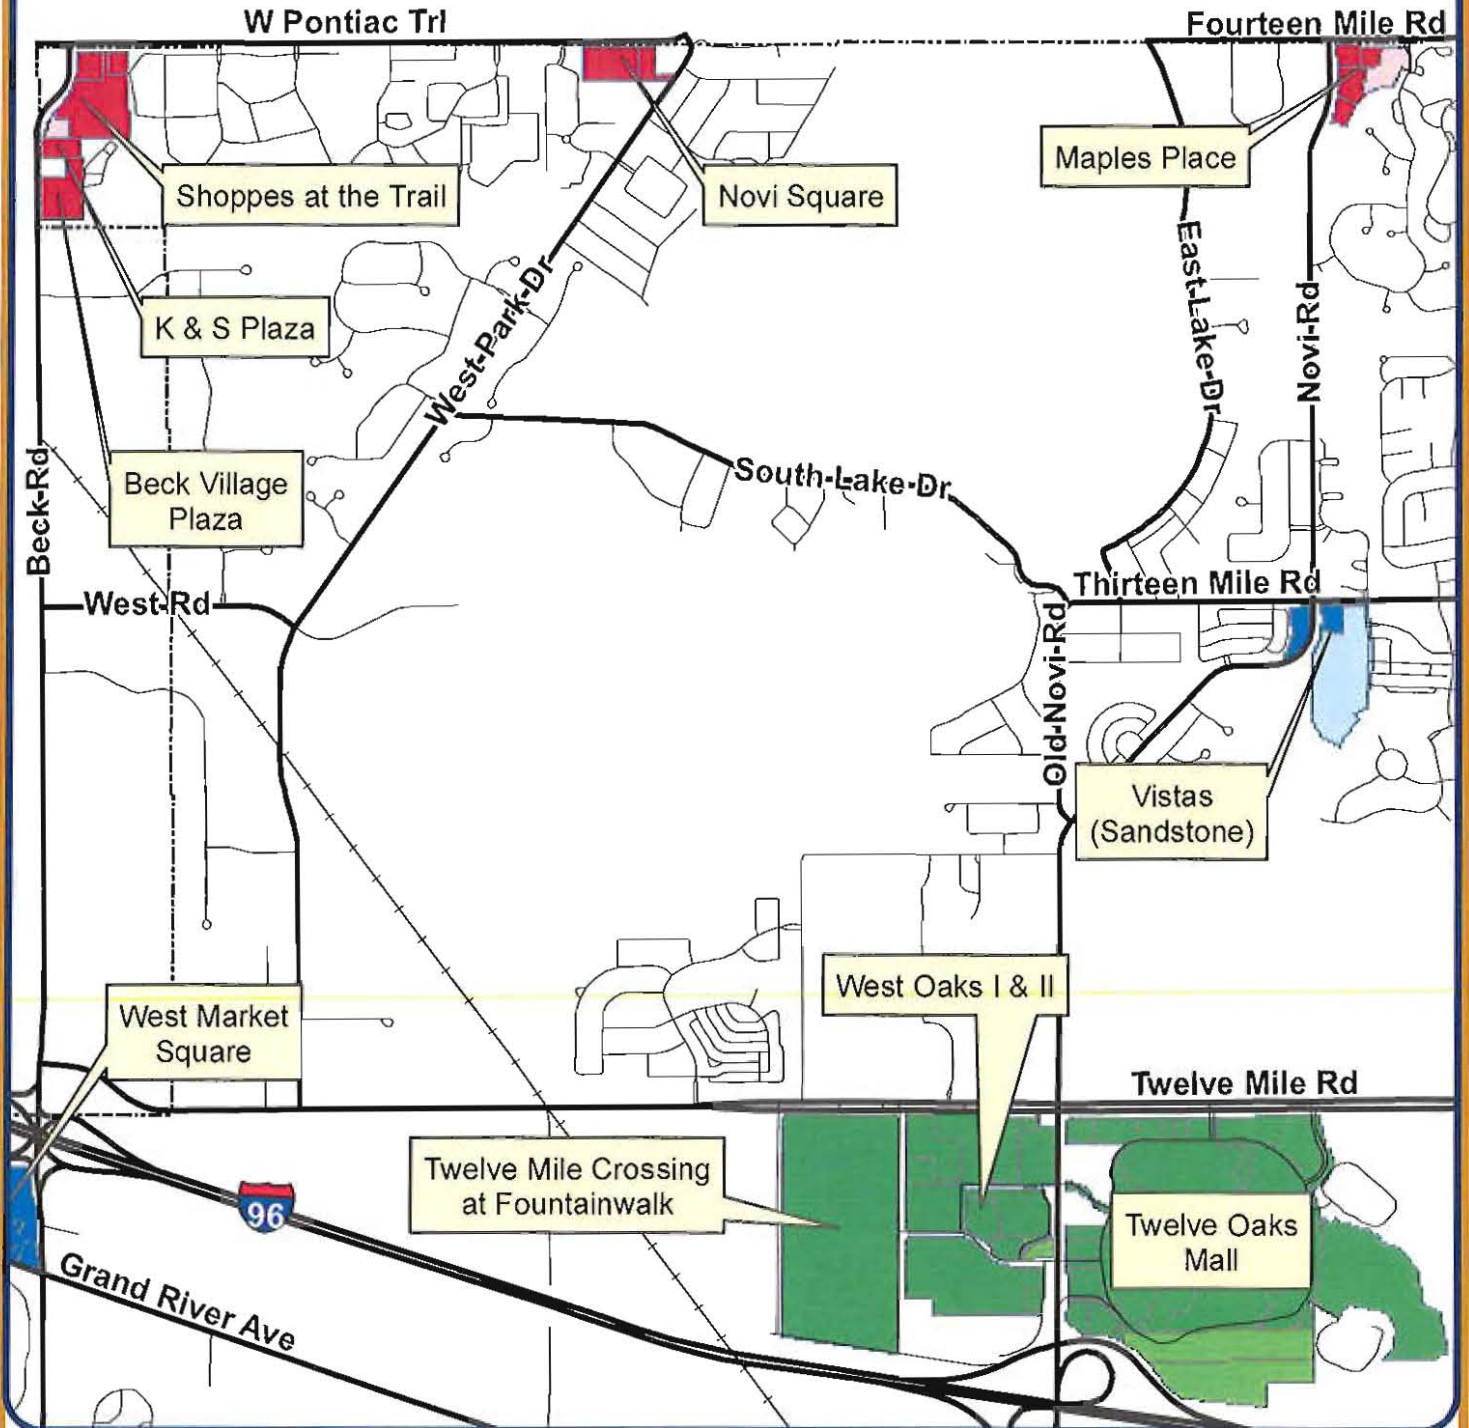 W Pontiac Trl
Fourteen Mile Rd
Maples Place
Shoppes at the Trail
Novi Square
East-Lake-Dr
Novi-Rd
K & S Plaza
West-Park-Dr
Beck-Rd
Beck Village
Plaza
South-Lake-Dr
Thirteen Mile Rd
West-Rd
Old-Novi-Rd
Vistas
(Sandstone)
West Oaks I & II
West Market
Square
Twelve Mile Rd
Twelve Mile Crossing
at Fountainwalk
96
Twelve Oaks
Mall
Grand River Ave